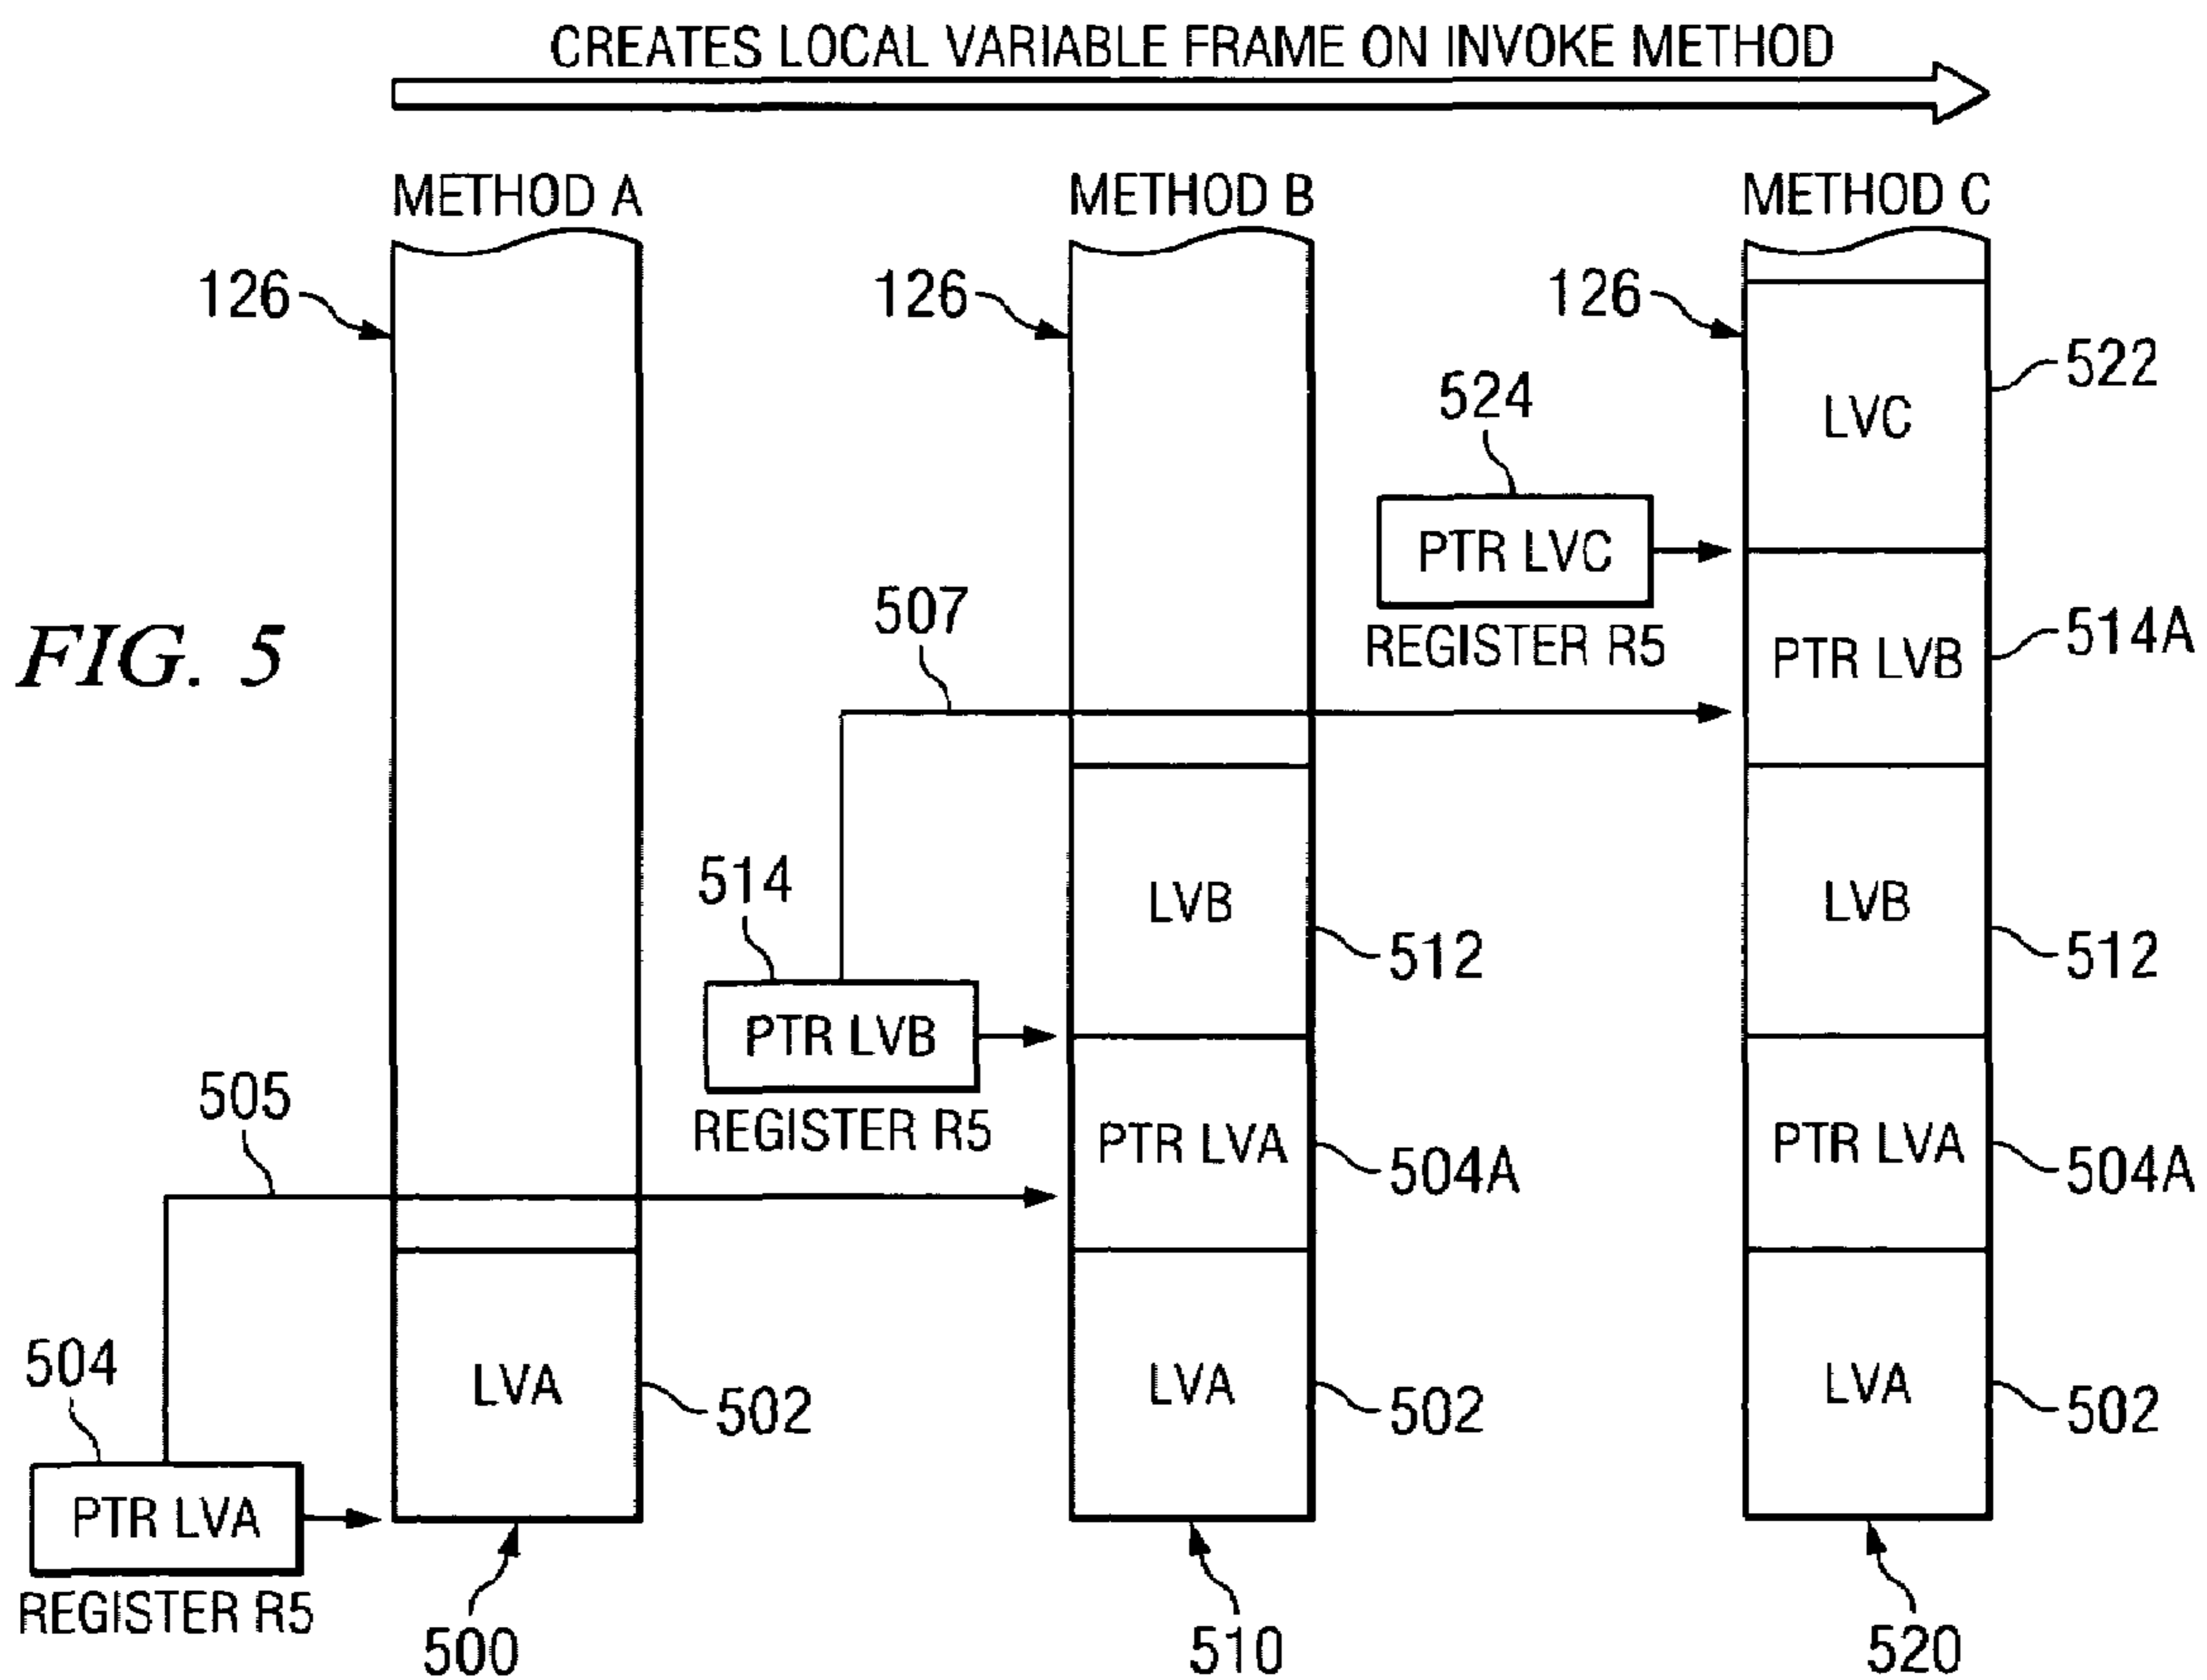 CREATES LOCAL VARIABLE FRAME ON INVOKE METHOD
METHOD A
METHOD B
METHOD C
126
126
126
522
LVC
524
PTR LVC
REGISTER R5
507
514A
PTR LVB
FIG. 5
514
LVB
LVB
512
512
PTR LVB
REGISTER R5
505
PTR LVA
504A
PTR LVA
504A
504
LVA
502
LVA
502
LVA
502
PTR LVA
REGISTER R5
500
510
520